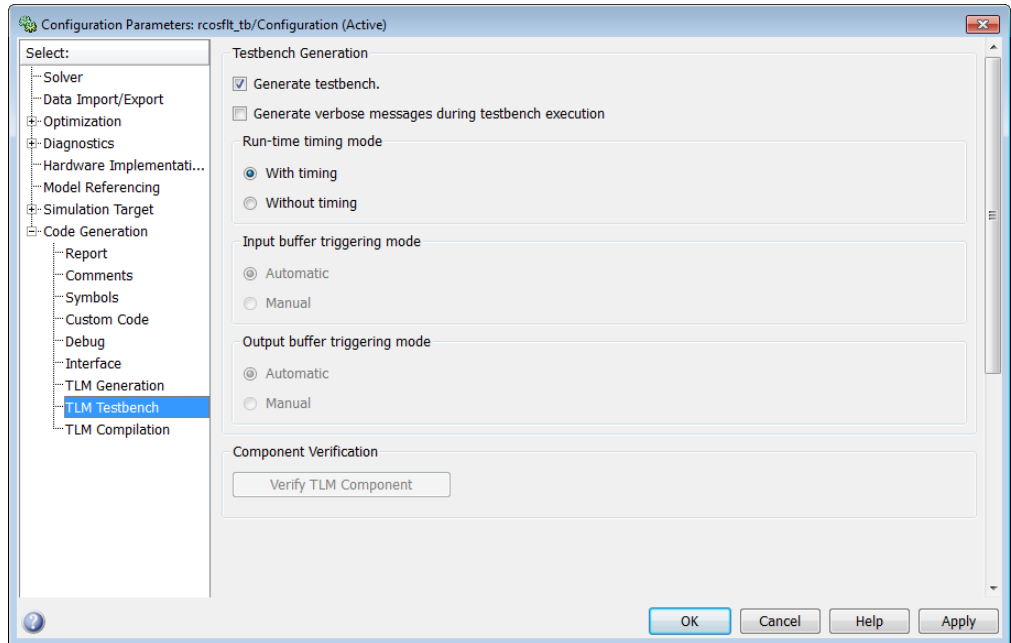 Configuration Parameters: rcosflt_tb/Configuration (Active)
Select:
Solver
Data Import/Export
Optimization
Diagnostics
Hardware Implementati...
Model Referencing
Simulation Target
Code Generation
Report
Comments
Symbols
Custom Code
Debug
Interface
TLM Generation
TLM Testbench
TLM Compilation
Testbench Generation
Generate testbench.
Generate verbose messages during testbench execution
Run-time timing mode
With timing
Without timing
Input buffer triggering mode
Automatic
Manual
Output buffer triggering mode
Automatic
Manual
Component Verification
Verify TLM Component
OK
Cancel
Help
Apply